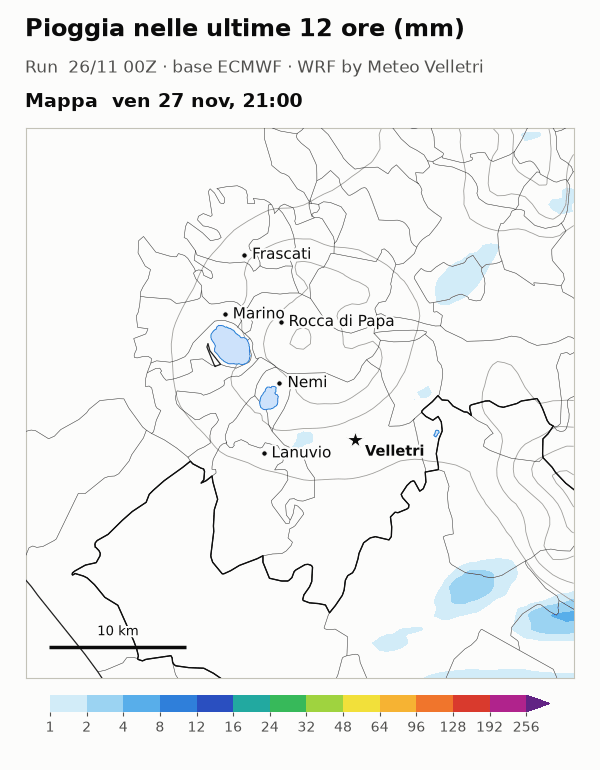 Pioggia nelle ultime 12 ore (mm)
Run  26/11 00Z · base ECMWF · WRF by Meteo Velletri
Mappa  ven 27 nov, 21:00
Frascati
Marino
Rocca di Papa
Nemi
Velletri
Lanuvio
10 km
1 2 4 8 12 16 24 32 48 64 96 128 192 256